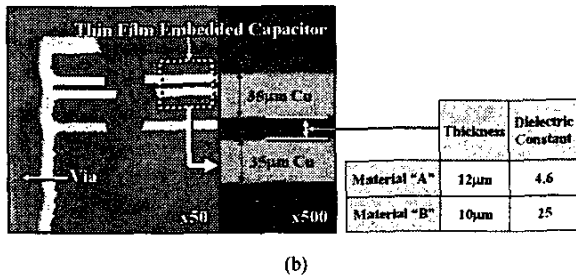 Thin Film Embedded Capacitor
35μm Cu
35μm Cu
Via
x50
x500
Thickness
Dielectric Constant
Material "A"
12μm
4.6
Material "B"
10μm
25
(b)